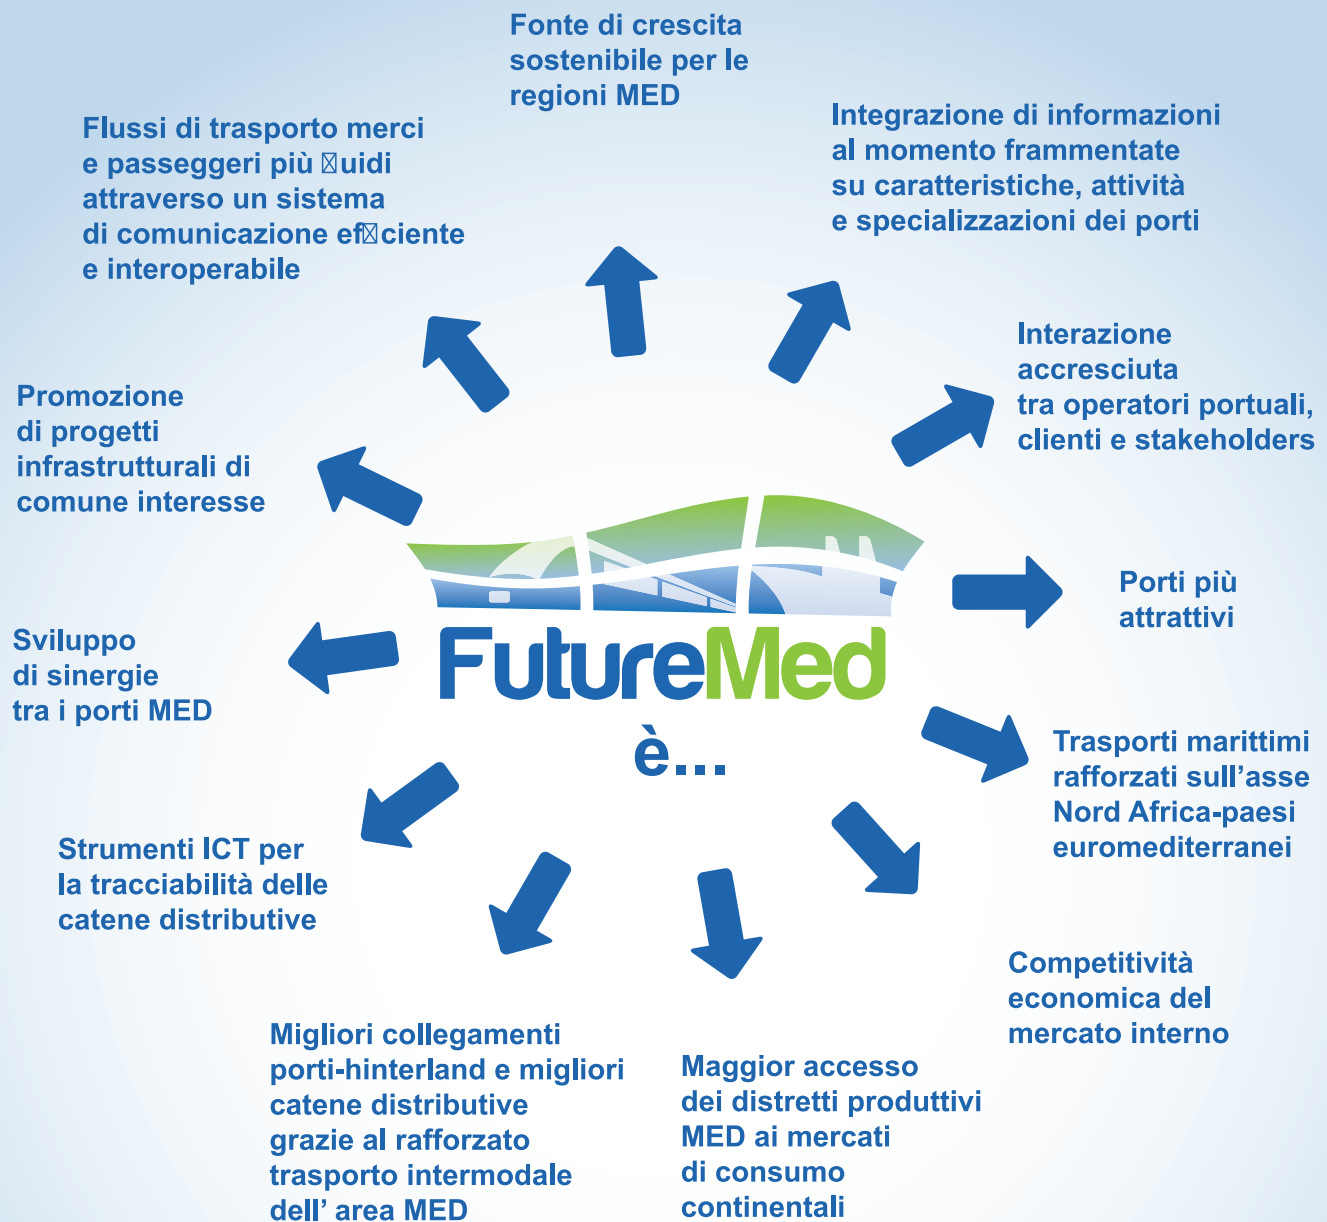 Fonte di crescita
sostenibile per le
regioni MED
Integrazione di informazioni
al momento frammentate
su caratteristiche, attività
e specializzazioni dei porti
Interazione
accresciuta
tra operatori portuali,
clienti e stakeholders
Porti più
attrattivi
Trasporti marittimi
rafforzati sull'asse
Nord Africa-paesi
euromediterranei
Competitività
economica del
mercato interno
Maggior accesso
dei distretti produttivi
MED ai mercati
di consumo
continentali
Migliori collegamenti
porti-hinterland e migliori
catene distributive
grazie al rafforzato
trasporto intermodale
dell' area MED
Strumenti ICT per
la tracciabilità delle
catene distributive
Sviluppo
di sinergie
tra i porti MED
Promozione
di progetti
infrastrutturali di
comune interesse
Flussi di trasporto merci
e passeggeri più ⊠uidi
attraverso un sistema
di comunicazione ef⊠ciente
e interoperabile
FutureMed
è...